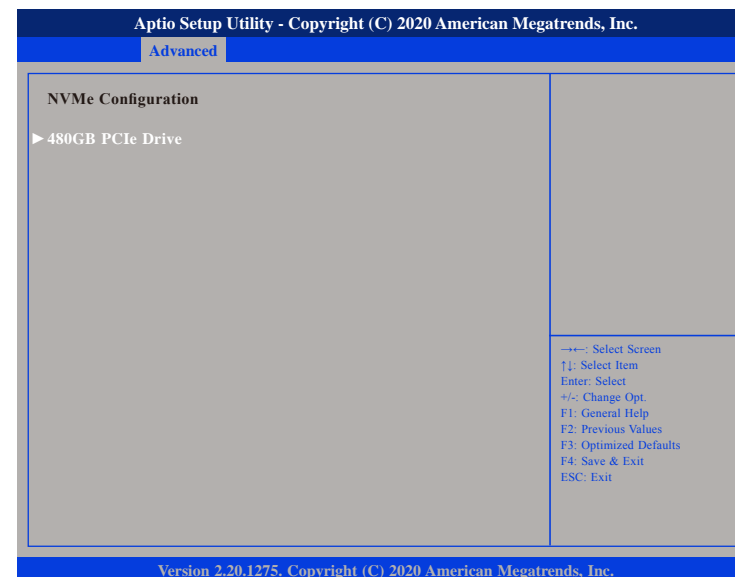 Aptio Setup Utility - Copyright (C) 2020 American Megatrends, Inc.
Advanced
NVMe Configuration
►480GB PCIe Drive
→←: Select Screen
↑↓: Select Item
Enter: Select
+/-: Change Opt.
F1: General Help
F2: Previous Values
F3: Optimized Defaults
F4: Save & Exit
ESC: Exit
Version 2.20.1275. Copyright (C) 2020 American Megatrends, Inc.